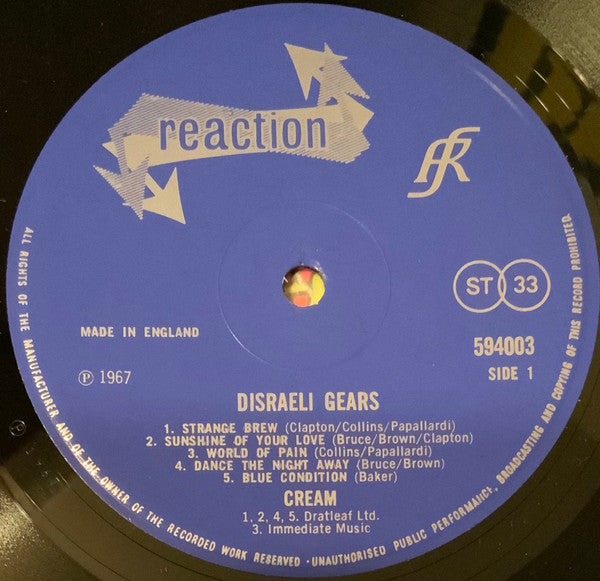 reaction
ST 33
MADE IN ENGLAND
594003
℗ 1967
SIDE 1
DISRAELI GEARS
1. STRANGE BREW (Clapton/Collins/Papallardi)
2. SUNSHINE OF YOUR LOVE (Bruce/Brown/Clapton)
3. WORLD OF PAIN (Collins/Papallardi)
4. DANCE THE NIGHT AWAY (Bruce/Brown)
5. BLUE CONDITION (Baker)
CREAM
1, 2, 4, 5. Dratleaf Ltd.
3. Immediate Music
ALL RIGHTS OF THE MANUFACTURER AND OF THE OWNER OF THE RECORDED WORK RESERVED · UNAUTHORISED PUBLIC PERFORMANCE, BROADCASTING AND COPYING OF THIS RECORD PROHIBITED.